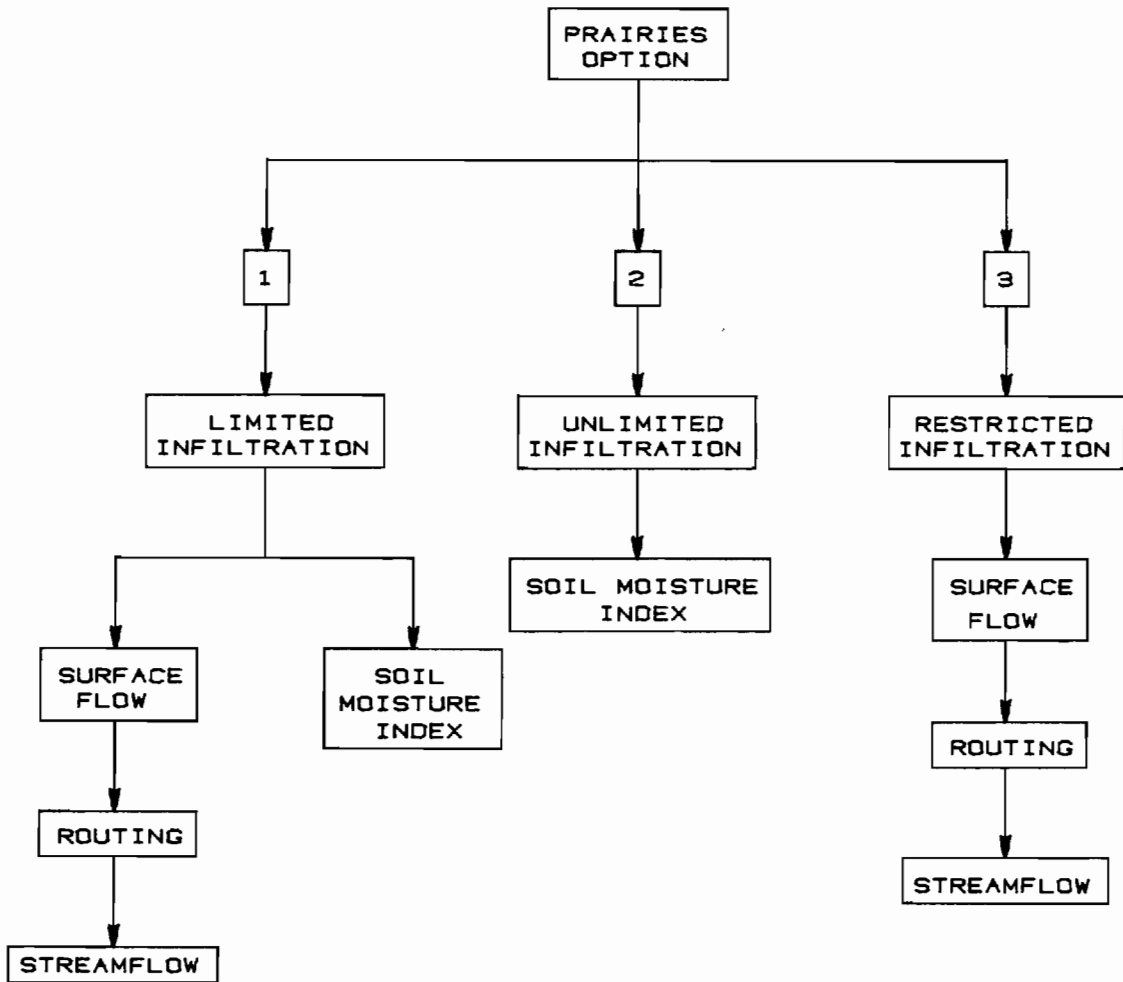 PRAIRIES
OPTION
1
2
3
LIMITED
INFILTRATION
UNLIMITED
INFILTRATION
RESTRICTED
INFILTRATION
SURFACE
FLOW
SOIL
MOISTURE
INDEX
SOIL MOISTURE
INDEX
SURFACE
FLOW
ROUTING
ROUTING
STREAMFLOW
STREAMFLOW